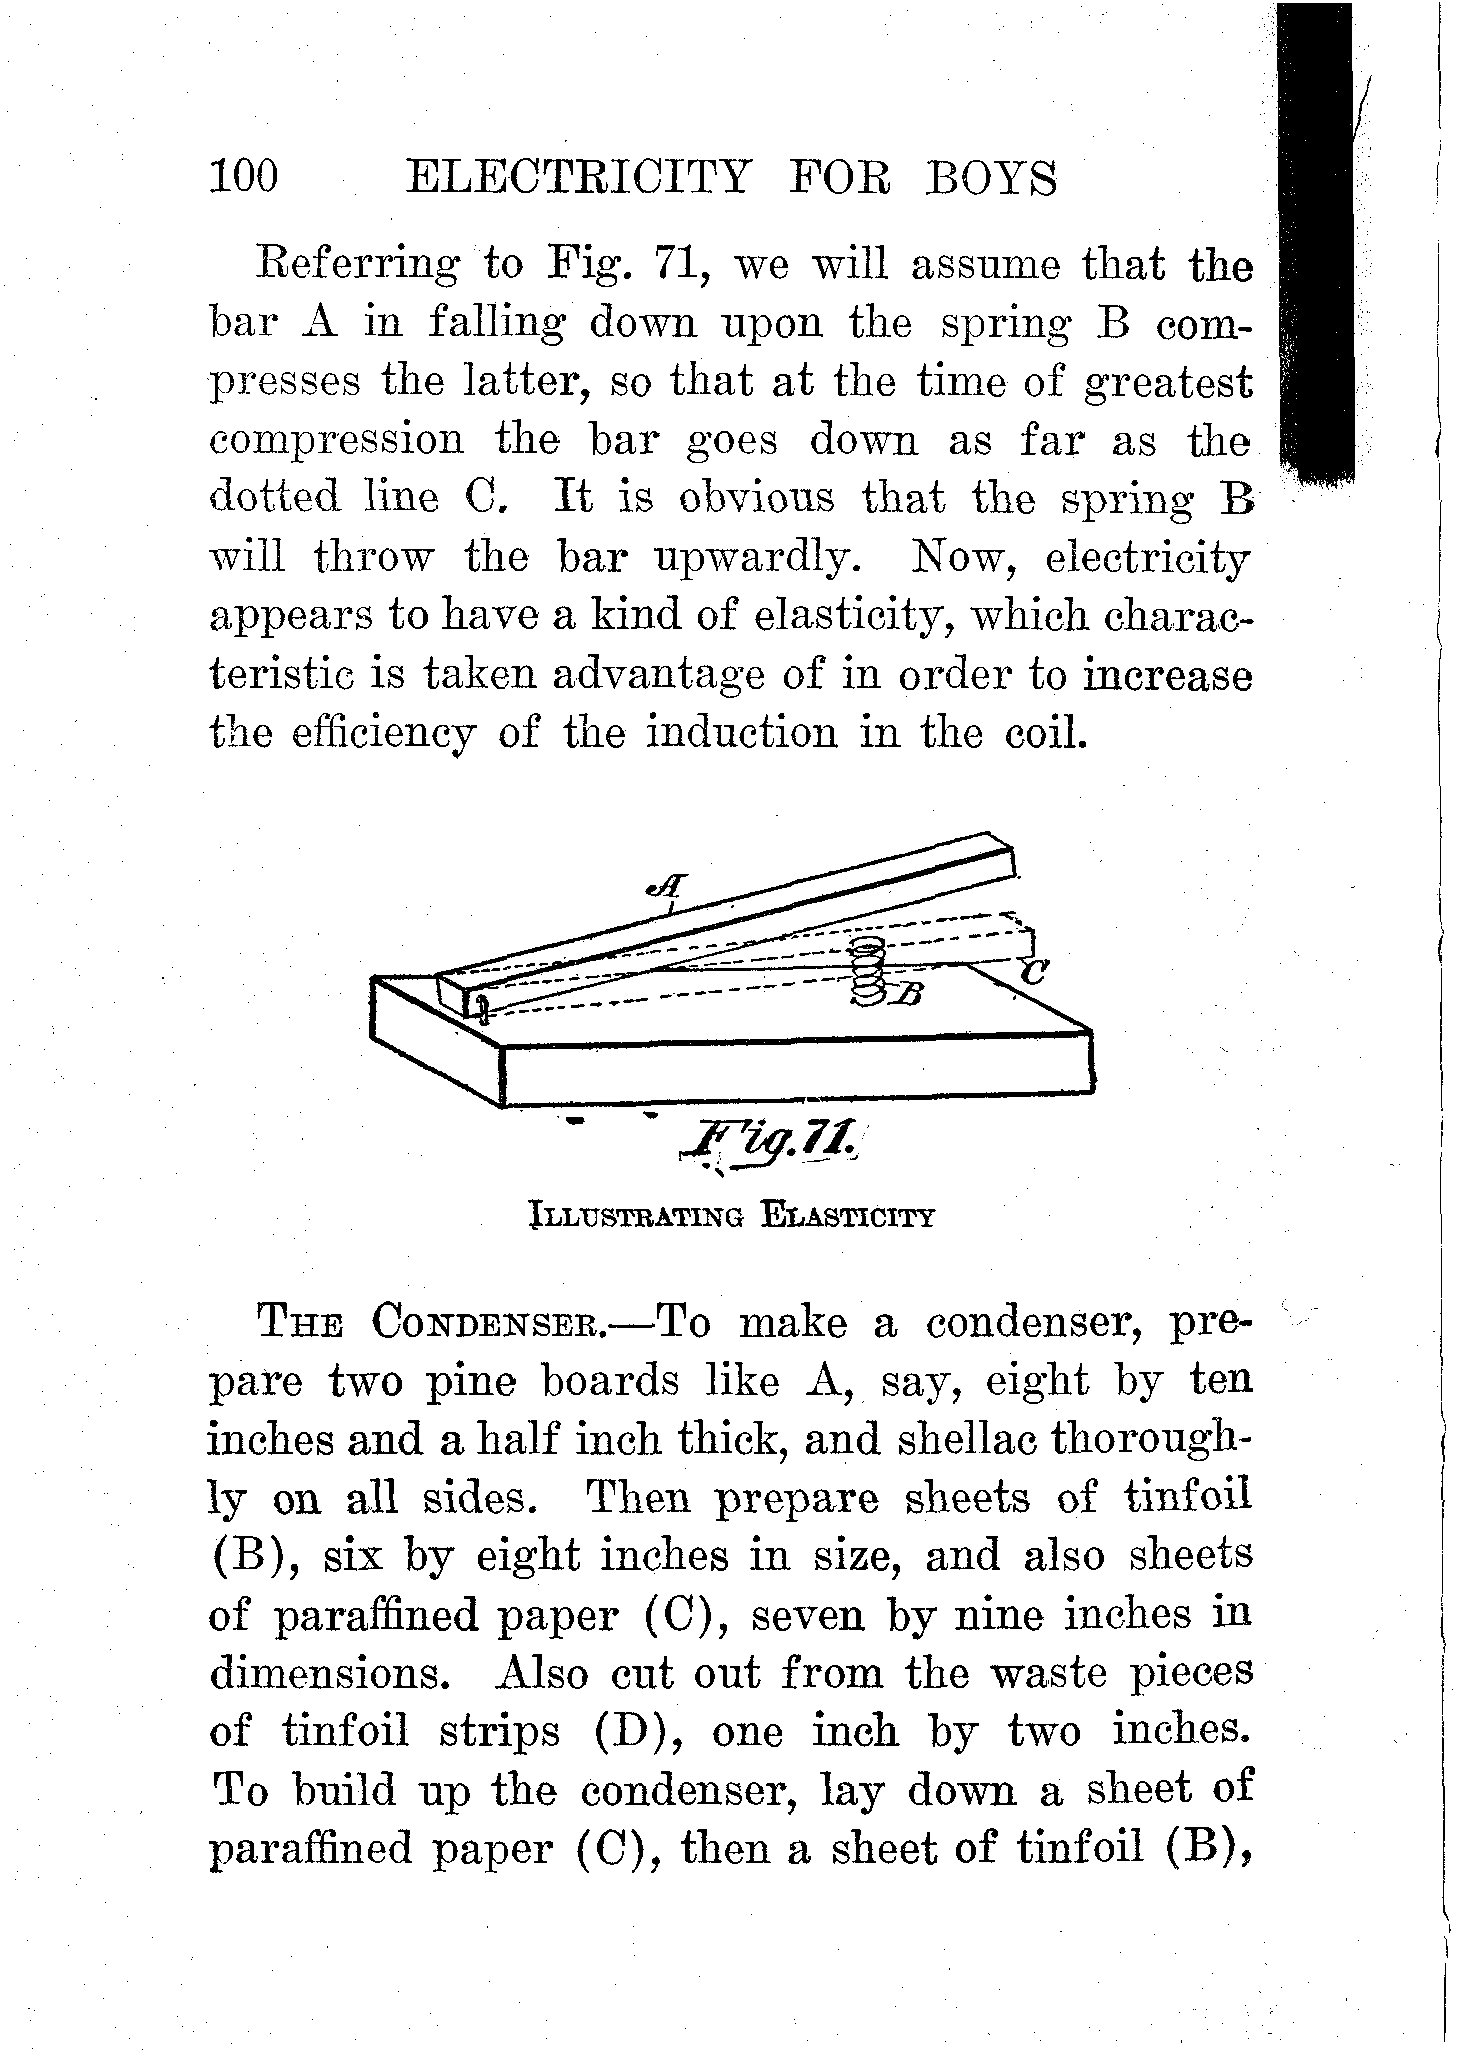 100 ELECTRICITY FOR BOYS
Referring to Fig. 71, we will assume that the
bar A in falling down upon the spring B com-
presses the latter, so that at the time of greatest
compression the bar goes down as far as the
dotted line C. It is obvious that the spring B
will throw the bar upwardly. Now, electricity
appears to have a kind of elasticity, which charac-
teristic is taken advantage of in order to increase
the efficiency of the induction in the coil.
A
C
B
Fig. 71.
ILLUSTRATING ELASTICITY
THE CONDENSER.—To make a condenser, pre-
pare two pine boards like A, say, eight by ten
inches and a half inch thick, and shellac thorough-
ly on all sides. Then prepare sheets of tinfoil
(B), six by eight inches in size, and also sheets
of paraffined paper (C), seven by nine inches in
dimensions. Also cut out from the waste pieces
of tinfoil strips (D), one inch by two inches.
To build up the condenser, lay down a sheet of
paraffined paper (C), then a sheet of tinfoil (B),